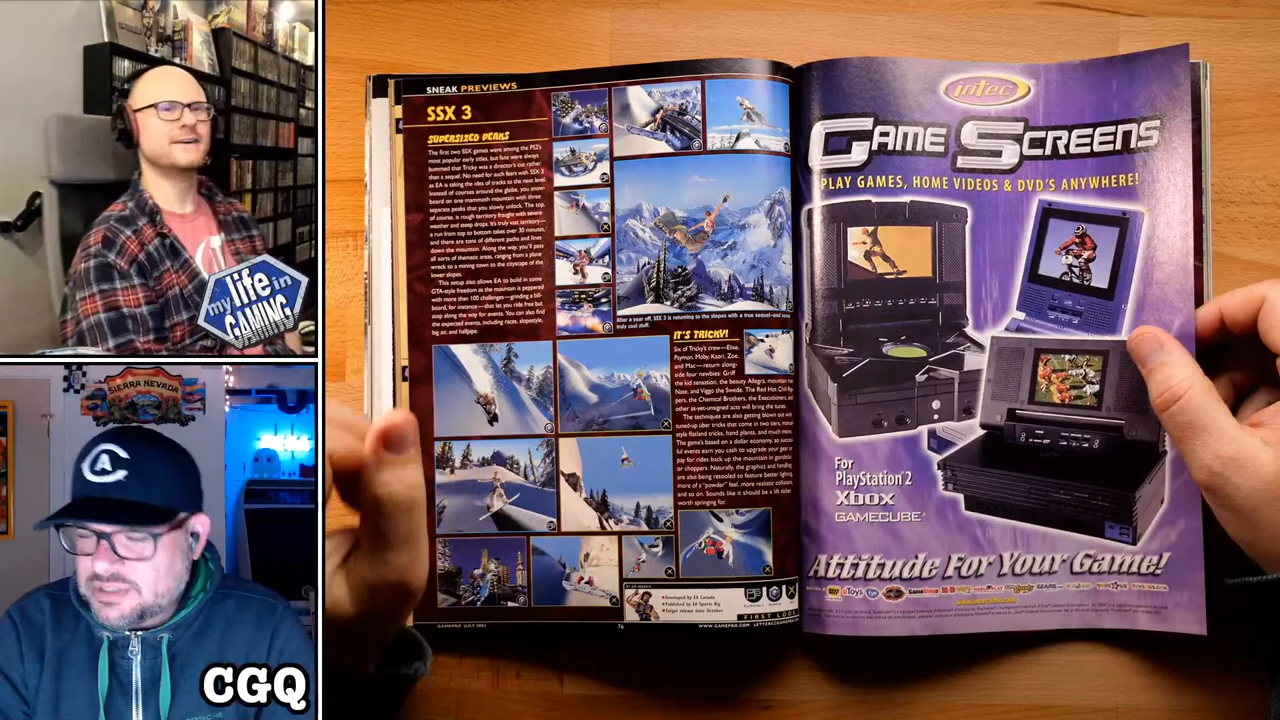 my
life in
GAMING
SIERRA NEVADA
CGQ
SNEAK PREVIEWS
SSX 3
SUPERSIZED PEAKS
The first two SSX games were among the PS2's
most popular early titles, but fans were always
bummed that Tricky was a director's cut rather
than a sequel. No need for such fears with SSX 3
as EA is taking the idea of tracks to the next level.
Instead of courses around the globe, you snow-
board on one mammoth mountain with three
separate peaks that you slowly unlock. The top,
of course, is rough territory fraught with severe
weather and steep drops. It's truly vast territory—
a run from top to bottom takes over 30 minutes,
and there are tons of different paths and lines
down the mountain. Along the way, you'll pass
all sorts of thematic areas, ranging from a plane
wreck to a mining town to the cityscape of the
lower slopes.
This setup also allows EA to build in some
GTA-style freedom as the mountain is peppered
with more than 100 challenges—grinding a bill-
board, for instance—that let you ride free but
stop along the way for events. You can also find
the expected events, including races, slopestyle,
big air, and halfpipe.
After a year off, SSX 3 is returning to the slopes with a true sequel—and some
truly cool stuff.
IT'S TRICKY!
Six of Tricky's crew—Elise,
Psymon, Moby, Kaori, Zoe,
and Mac—return along-
side four newbies: Griff
the kid sensation, the beauty Allegra, mountain man
Nate, and Viggo the Swede. The Red Hot Chili Pep-
pers, the Chemical Brothers, the Executioners and
other as-yet-unsigned acts will bring the tunes.
The techniques are also getting blown out with
tuned-up uber tricks that come in two tiers, manual-
style flatland tricks, hand plants, and much more.
The game's based on a dollar economy, so success-
ful events earn you cash to upgrade your gear or
pay for rides back up the mountain in gondolas
or choppers. Naturally, the graphics and handling
are also being retooled to feature better lighting,
more of a "powder" feel, more realistic collisions,
and so on. Sounds like it should be a lift ticket
worth springing for.
Developed by EA Canada
Published by EA Sports Big
Target release date: October
FIRST LOOK
GAMEPRO JULY 2003
76
WWW.GAMEPRO.COM
intec
GAME SCREENS
PLAY GAMES, HOME VIDEOS & DVD'S ANYWHERE!
For
PlayStation 2
Xbox
GAMECUBE
Attitude For Your Game!